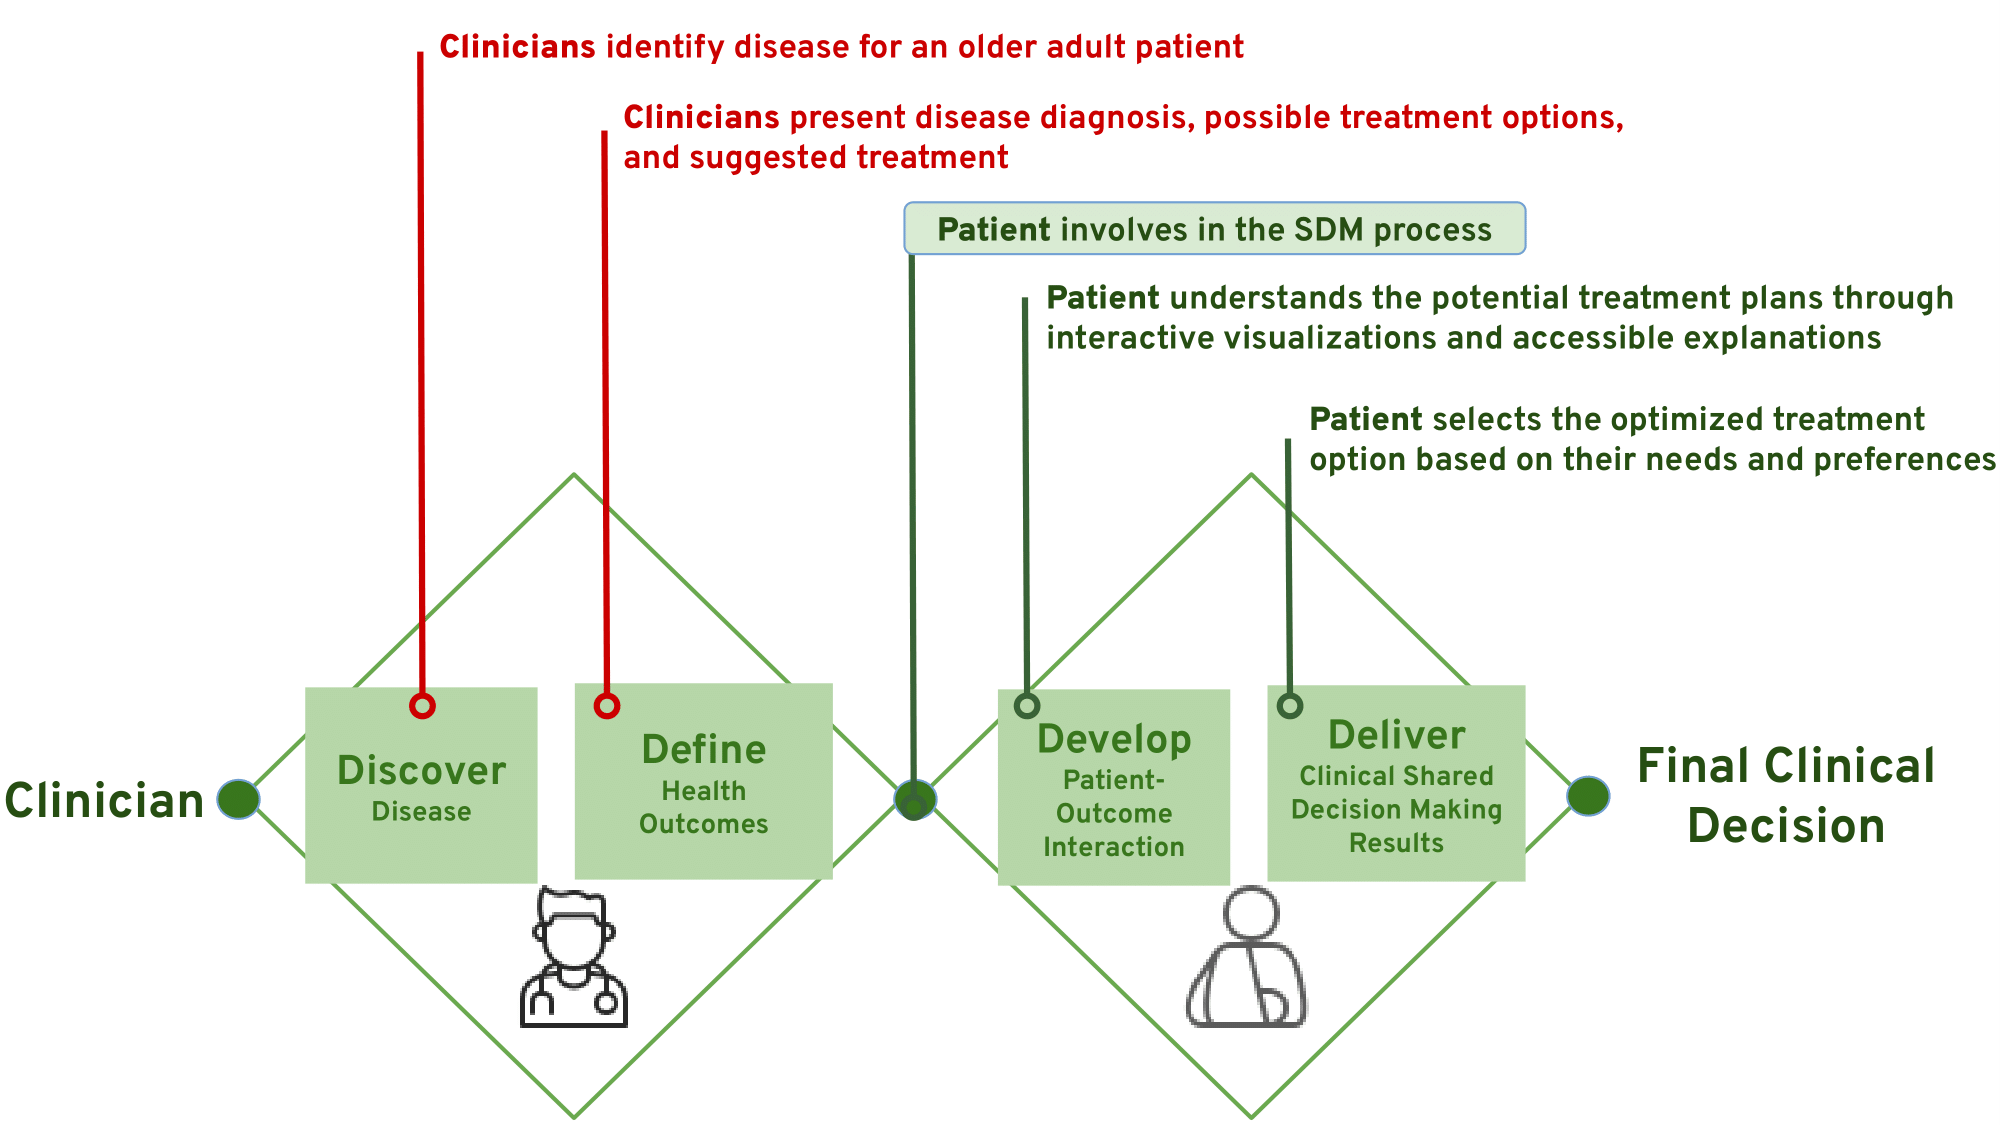 Clinicians identify disease for an older adult patient
Clinicians present disease diagnosis, possible treatment options,
and suggested treatment
Patient involves in the SDM process
Patient understands the potential treatment plans through
interactive visualizations and accessible explanations
Patient selects the optimized treatment
option based on their needs and preferences
Clinician
Discover
Disease
Define
Health
Outcomes
Develop
Patient-
Outcome
Interaction
Deliver
Clinical Shared
Decision Making
Results
Final Clinical
Decision